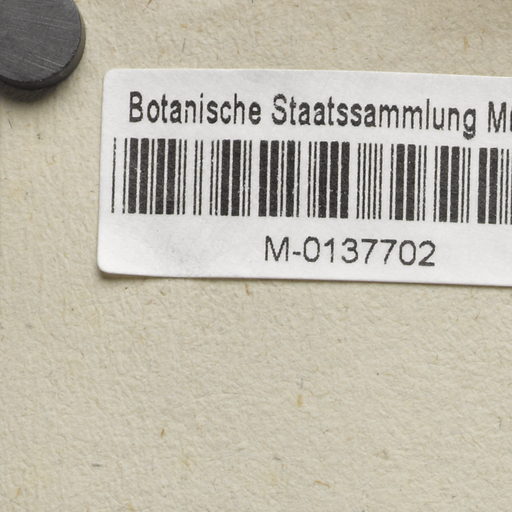 Botanische Staatssammlung
M-0137702